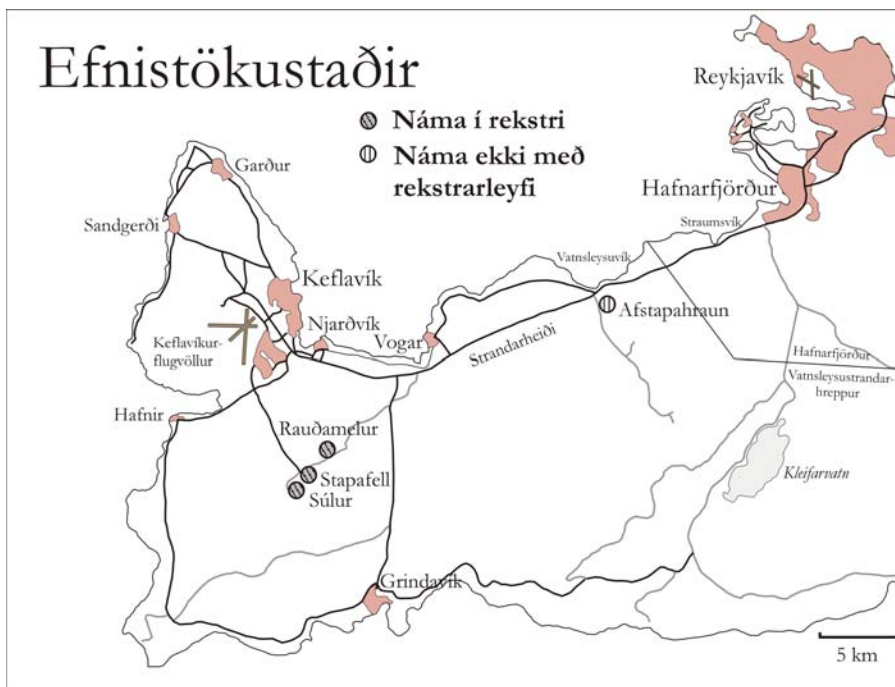 Efnistökustaðir
Náma í rekstri
Náma ekki með
rekstrarleyfi
Reykjavík
Hafnarfjörður
Straumsvík
Garður
Sandgerði
Keflavík
Njarðvík
Keflavíkur-
flugvöllur
Vogar
Vatnsleysuvík
Strandarheiði
Afstapahraun
Hafnarfjörður
Vatnsleysustrandar-
hreppur
Hafnir
Rauðamelur
Stapafell
Súlur
Kleifarvatn
Grindavík
5 km